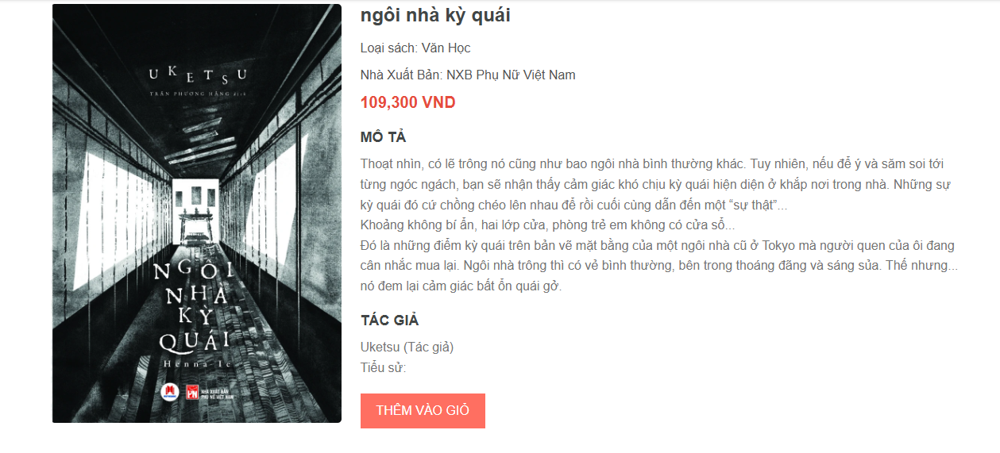 UKETSU
TRẦN PHƯƠNG HẰNG dịch
NGÔI
NHÀ
KỲ
QUÁI
Henna Ie
NHÀ XUẤT BẢN
PHỤ NỮ VIỆT NAM
ngôi nhà kỳ quái
Loại sách: Văn Học
Nhà Xuất Bản: NXB Phụ Nữ Việt Nam
109,300 VND
MÔ TẢ
Thoạt nhìn, có lẽ trông nó cũng như bao ngôi nhà bình thường khác. Tuy nhiên, nếu để ý và săm soi tới
từng ngóc ngách, bạn sẽ nhận thấy cảm giác khó chịu kỳ quái hiện diện ở khắp nơi trong nhà. Những sự
kỳ quái đó cứ chồng chéo lên nhau để rồi cuối cùng dẫn đến một “sự thật”...
Khoảng không bí ẩn, hai lớp cửa, phòng trẻ em không có cửa sổ...
Đó là những điểm kỳ quái trên bản vẽ mặt bằng của một ngôi nhà cũ ở Tokyo mà người quen của ôi đang
cân nhắc mua lại. Ngôi nhà trông thì có vẻ bình thường, bên trong thoáng đãng và sáng sủa. Thế nhưng...
nó đem lại cảm giác bất ổn quái gở.
TÁC GIẢ
Uketsu (Tác giả)
Tiểu sử:
THÊM VÀO GIỎ